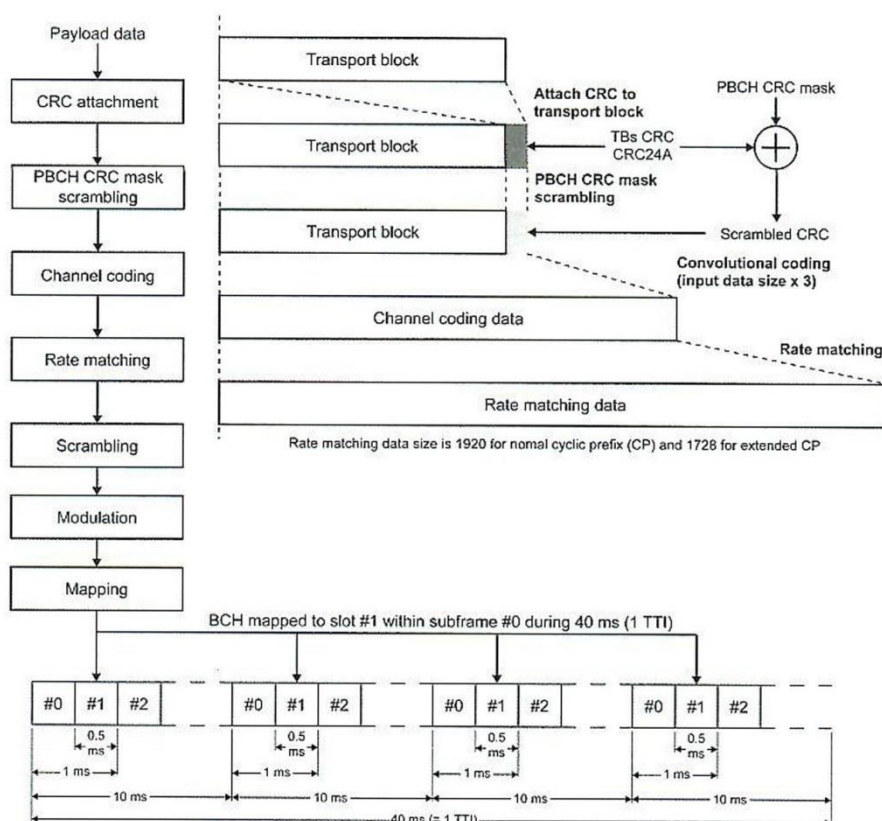 Payload data
CRC attachment
PBCH CRC mask
scrambling
Channel coding
Rate matching
Scrambling
Modulation
Mapping
Transport block
Attach CRC to
transport block
PBCH CRC mask
Transport block
TBs CRC
CRC24A
PBCH CRC mask
scrambling
Transport block
Scrambled CRC
Convolutional coding
(input data size x 3)
Channel coding data
Rate matching
Rate matching data
Rate matching data size is 1920 for nomal cyclic prefix (CP) and 1728 for extended CP
BCH mapped to slot #1 within subframe #0 during 40 ms (1 TTI)
#0 #1 #2 #0 #1 #2 #0 #1 #2 #0 #1 #2
0.5 0.5 0.5 0.5
ms ms ms ms
1 ms 1 ms 1 ms 1 ms
10 ms 10 ms 10 ms 10 ms
40 ms (= 1 TTI)